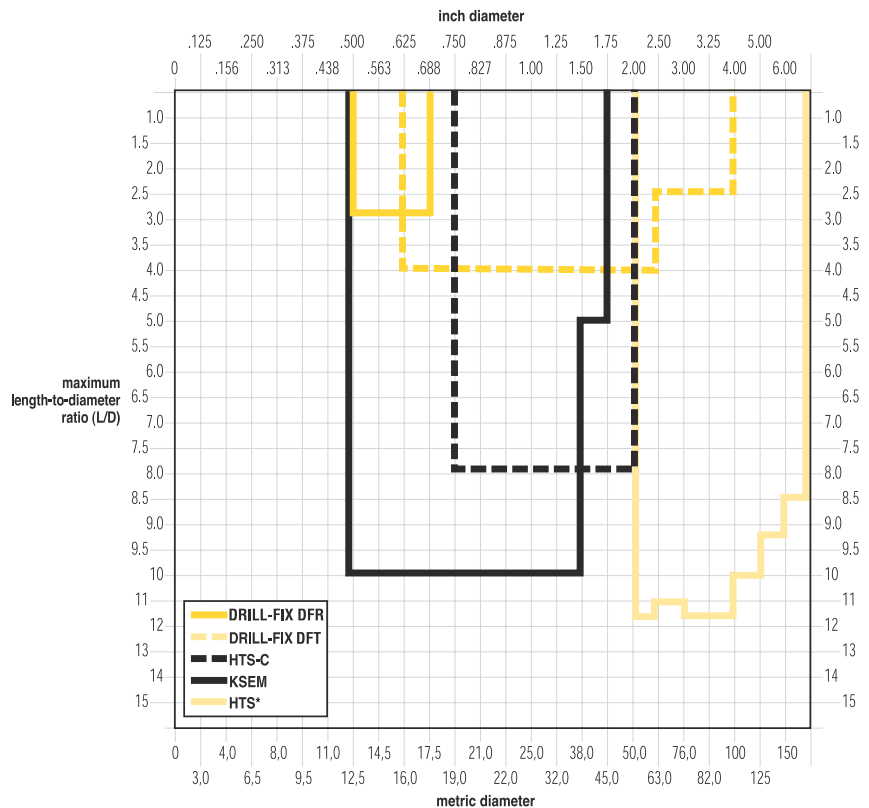 inch diameter
.125 .250 .375 .500 .625 .750 .875 1.25 1.75 2.50 3.25 5.00
0 .156 .313 .438 .563 .688 .827 1.00 1.50 2.00 3.00 4.00 6.00
1.0 1.0
1.5 1.5
2.0 2.0
2.5 2.5
3.0 3.0
3.5 3.5
4.0 4.0
4.5 4.5
5.0 5.0
5.5 5.5
6.0 6.0
maximum
length-to-diameter
ratio (L/D)
6.5 6.5
7.0 7.0
7.5 7.5
8.0 8.0
8.5 8.5
9.0 9.0
9.5 9.5
10 10
11 11
12 12
13 13
14 14
15 15
DRILL-FIX DFR
DRILL-FIX DFT
HTS-C
KSEM
HTS*
0 4,0 8,0 11,0 14,5 17,5 21,0 25,0 38,0 50,0 76,0 100 150
3,0 6,5 9,5 12,5 16,0 19,0 22,0 32,0 45,0 63,0 82,0 125
metric diameter